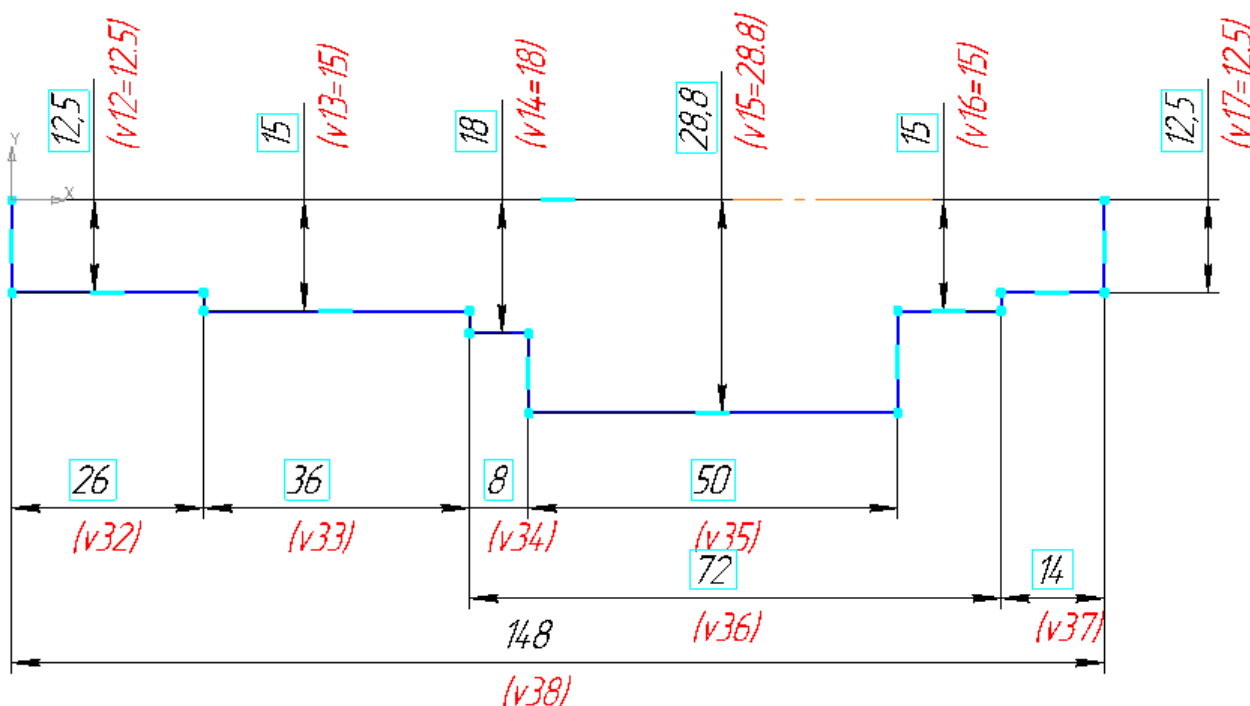 12,5
(v12=12.5)
15
(v13=15)
18
(v14=18)
28,8
(v15=28.8)
15
(v16=15)
12,5
(v17=12.5)
Y
X
26
(v32)
36
(v33)
8
(v34)
50
(v35)
72
(v36)
14
(v37)
148
(v38)